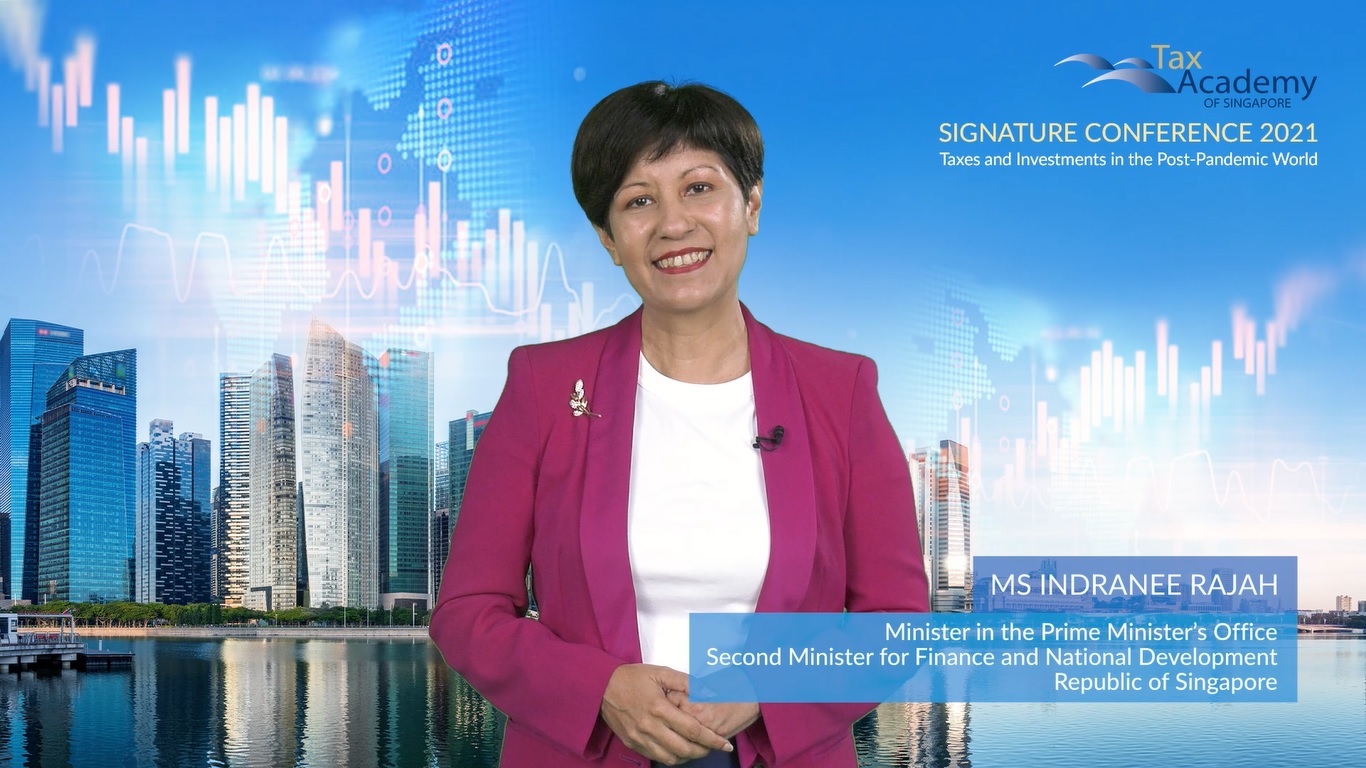 Tax
Academy
OF SINGAPORE
SIGNATURE CONFERENCE 2021
Taxes and Investments in the Post-Pandemic World
MS INDRANEE RAJAH
Minister in the Prime Minister’s Office
Second Minister for Finance and National Development
Republic of Singapore